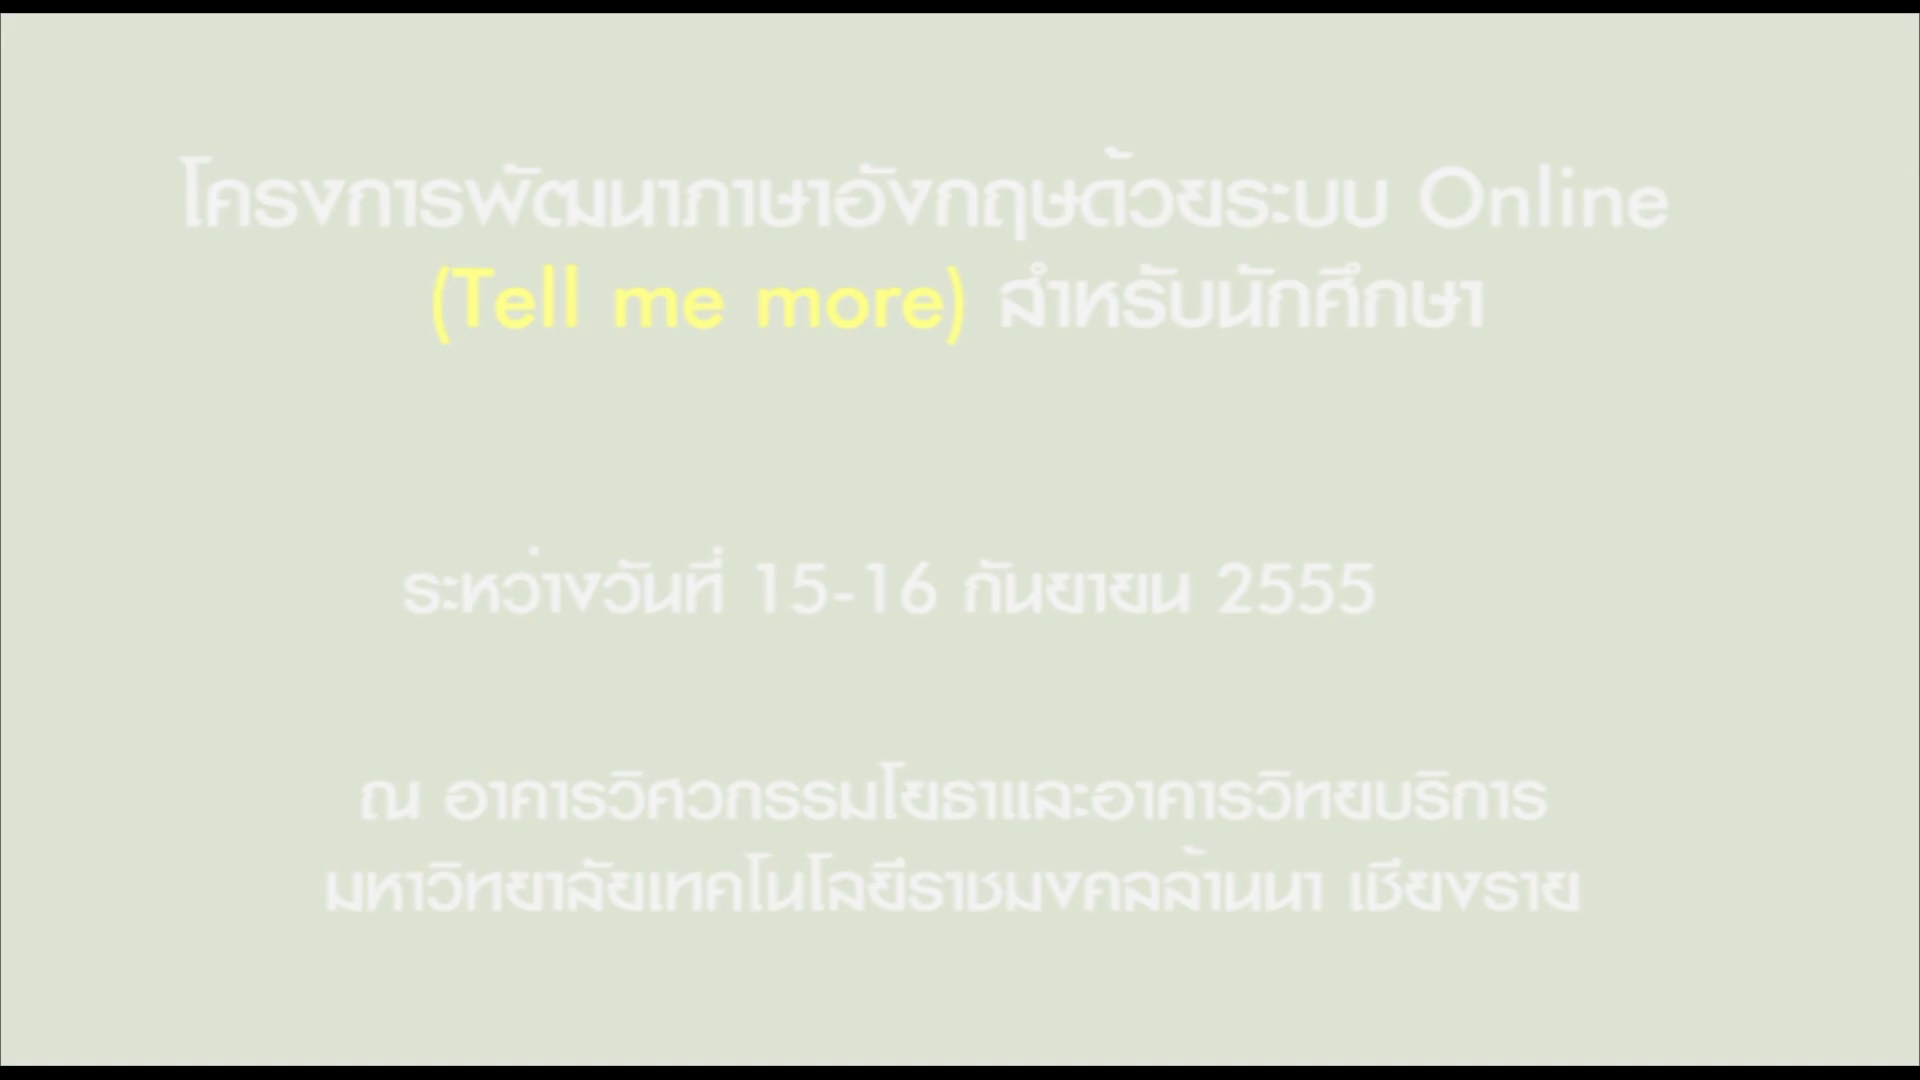 โครงการพัฒนาภาษาอังกฤษด้วยระบบ Online
(Tell me more) สำหรับนักศึกษา
ระหว่างวันที่ 15-16 กันยายน 2555
ณ อาคารวิศวกรรมโยธาและอาคารวิทยบริการ
มหาวิทยาลัยเทคโนโลยีราชมงคลล้านนา เชียงราย